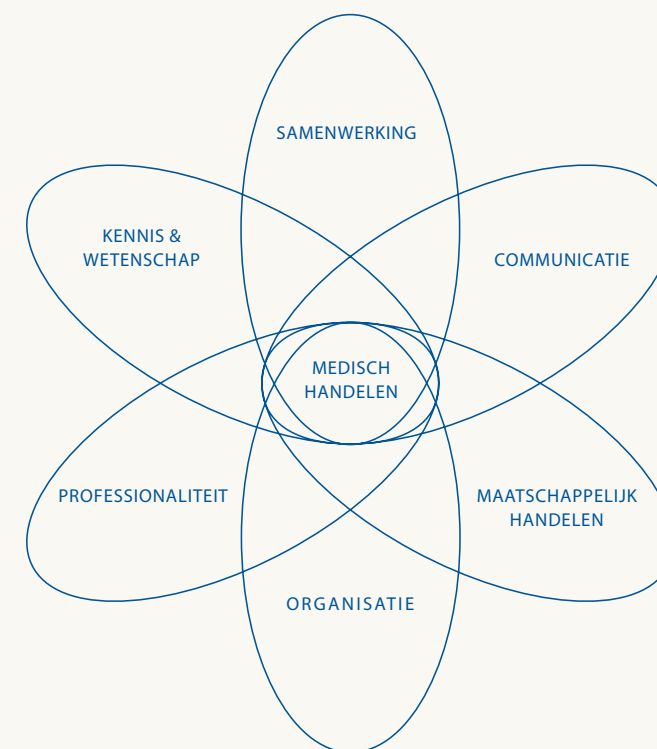 SAMENWERKING
KENNIS &
WETENSCHAP
COMMUNICATIE
MEDISCH
HANDELEN
PROFESSIONALITEIT
MAATSCHAPPELIJK
HANDELEN
ORGANISATIE